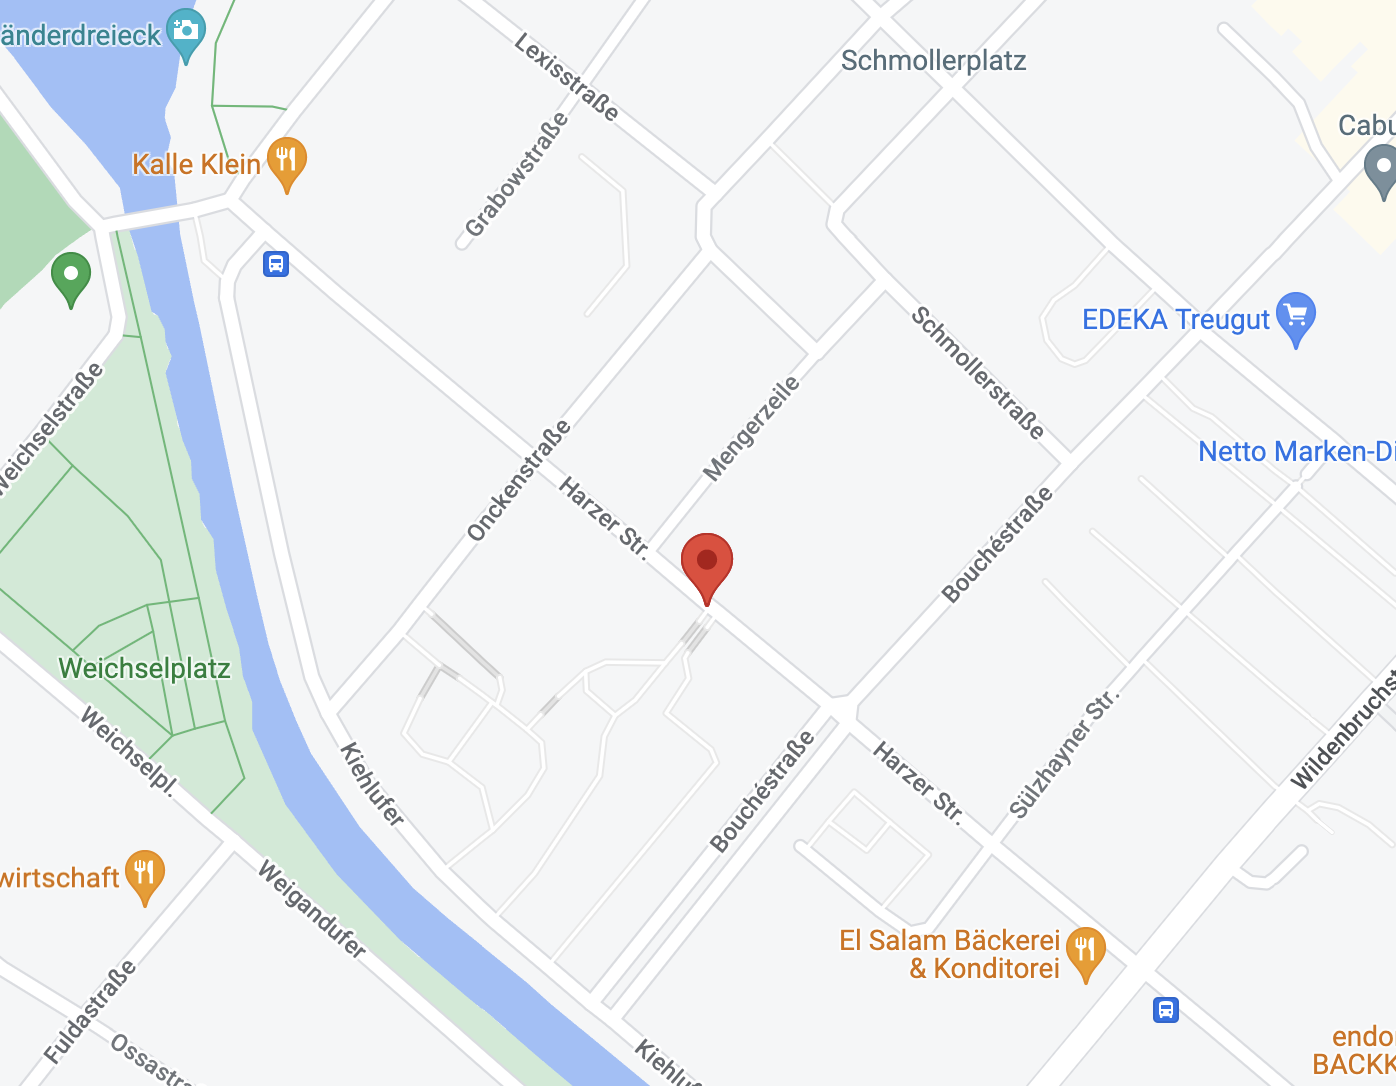 änderdreieck
Lexisstraße
Schmollerplatz
Cabu
Kalle Klein
Grabowstraße
EDEKA Treugut
Schmollerstraße
Weichselstraße
Mengerzeile
Onckenstraße
Netto Marken-Di
Harzer Str.
Bouchéstraße
Weichselplatz
Weichselpl.
Kiehlufer
Bouchéstraße
Harzer Str.
Sülzhayner Str.
Wildenbruchst
wirtschaft
Weigandufer
El Salam Bäckerei
& Konditorei
Fuldastraße
Ossastra
Kiehluf
endo
BACKK